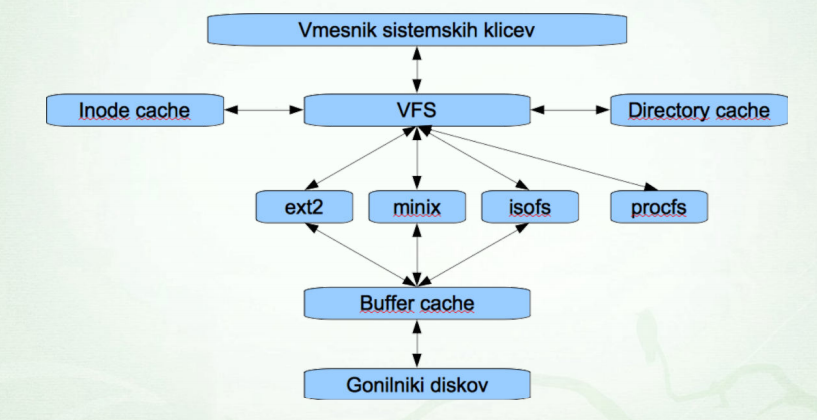 Vmesnik sistemskih klicev
Inode cache
VFS
Directory cache
ext2
minix
isofs
procfs
Buffer cache
Gonilniki diskov